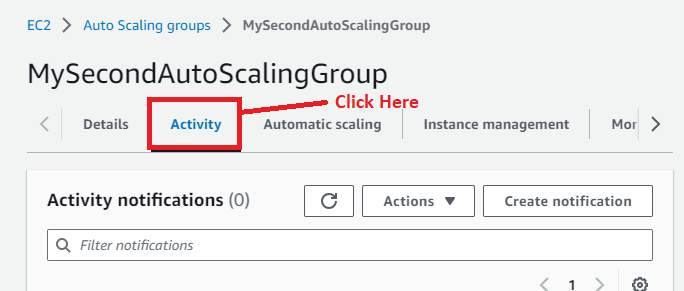 EC2 > Auto Scaling groups > MySecondAutoScalingGroup
MySecondAutoScalingGroup
Click Here
Details Activity Automatic scaling Instance management Mor
Activity notifications (0) Actions Create notification
Filter notifications
1